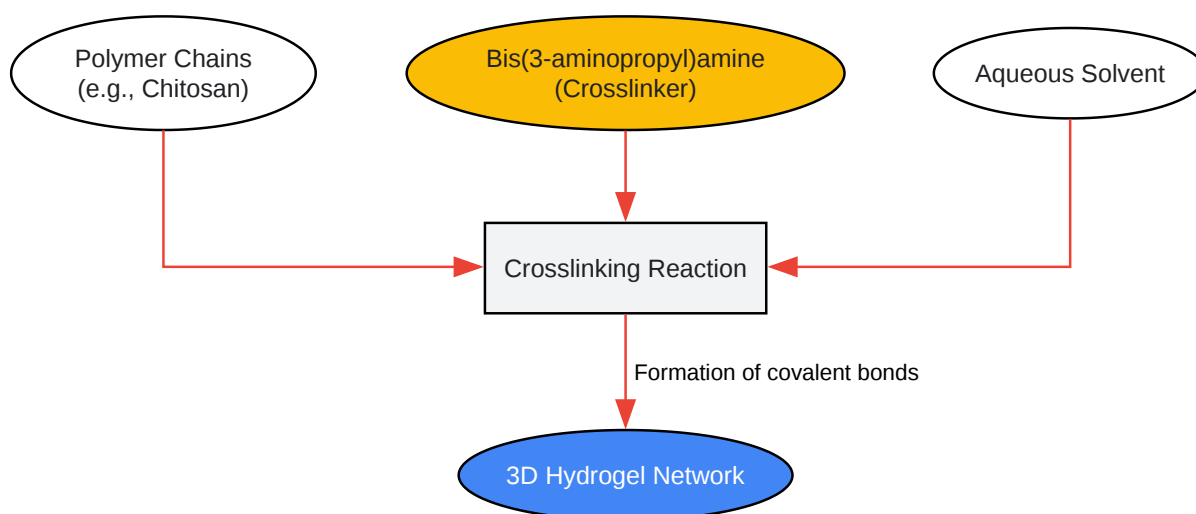 Polymer Chains
(e.g., Chitosan)
Bis(3-aminopropyl)amine
(Crosslinker)
Aqueous Solvent
Crosslinking Reaction
Formation of covalent bonds
3D Hydrogel Network